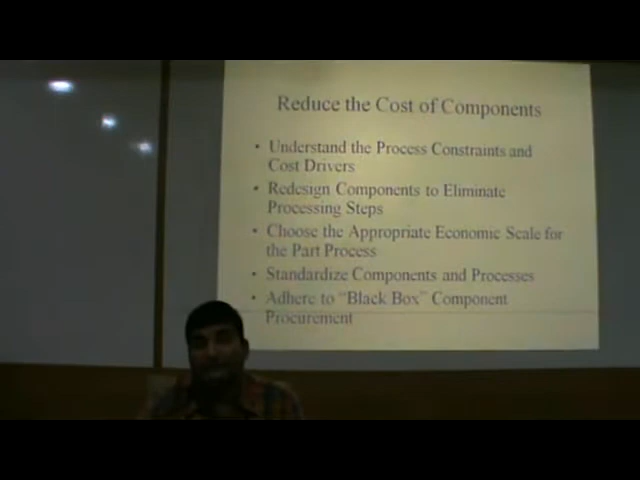 Reduce the Cost of Components
• Understand the Process Constraints and
Cost Drivers
• Redesign Components to Eliminate
Processing Steps
• Choose the Appropriate Economic Scale for
the Part Process
• Standardize Components and Processes
• Adhere to "Black Box" Component
Procurement